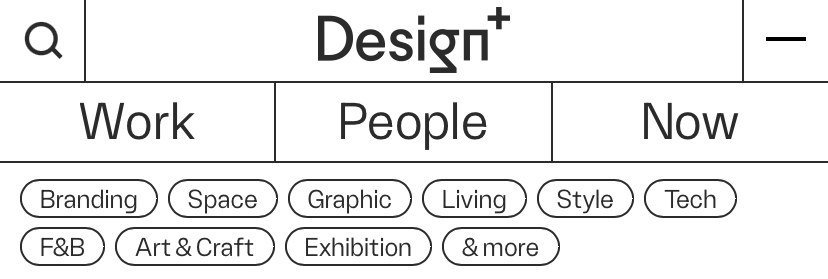 Design+
Work People Now
Branding Space Graphic Living Style Tech
F&B Art & Craft Exhibition & more